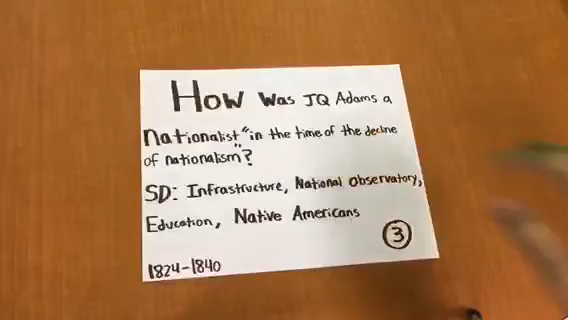 How was JQ Adams a
nationalist "in the time of the decline
of nationalism"?
SD: Infrastructure, National Observatory,
Education, Native Americans
3
1824-1840